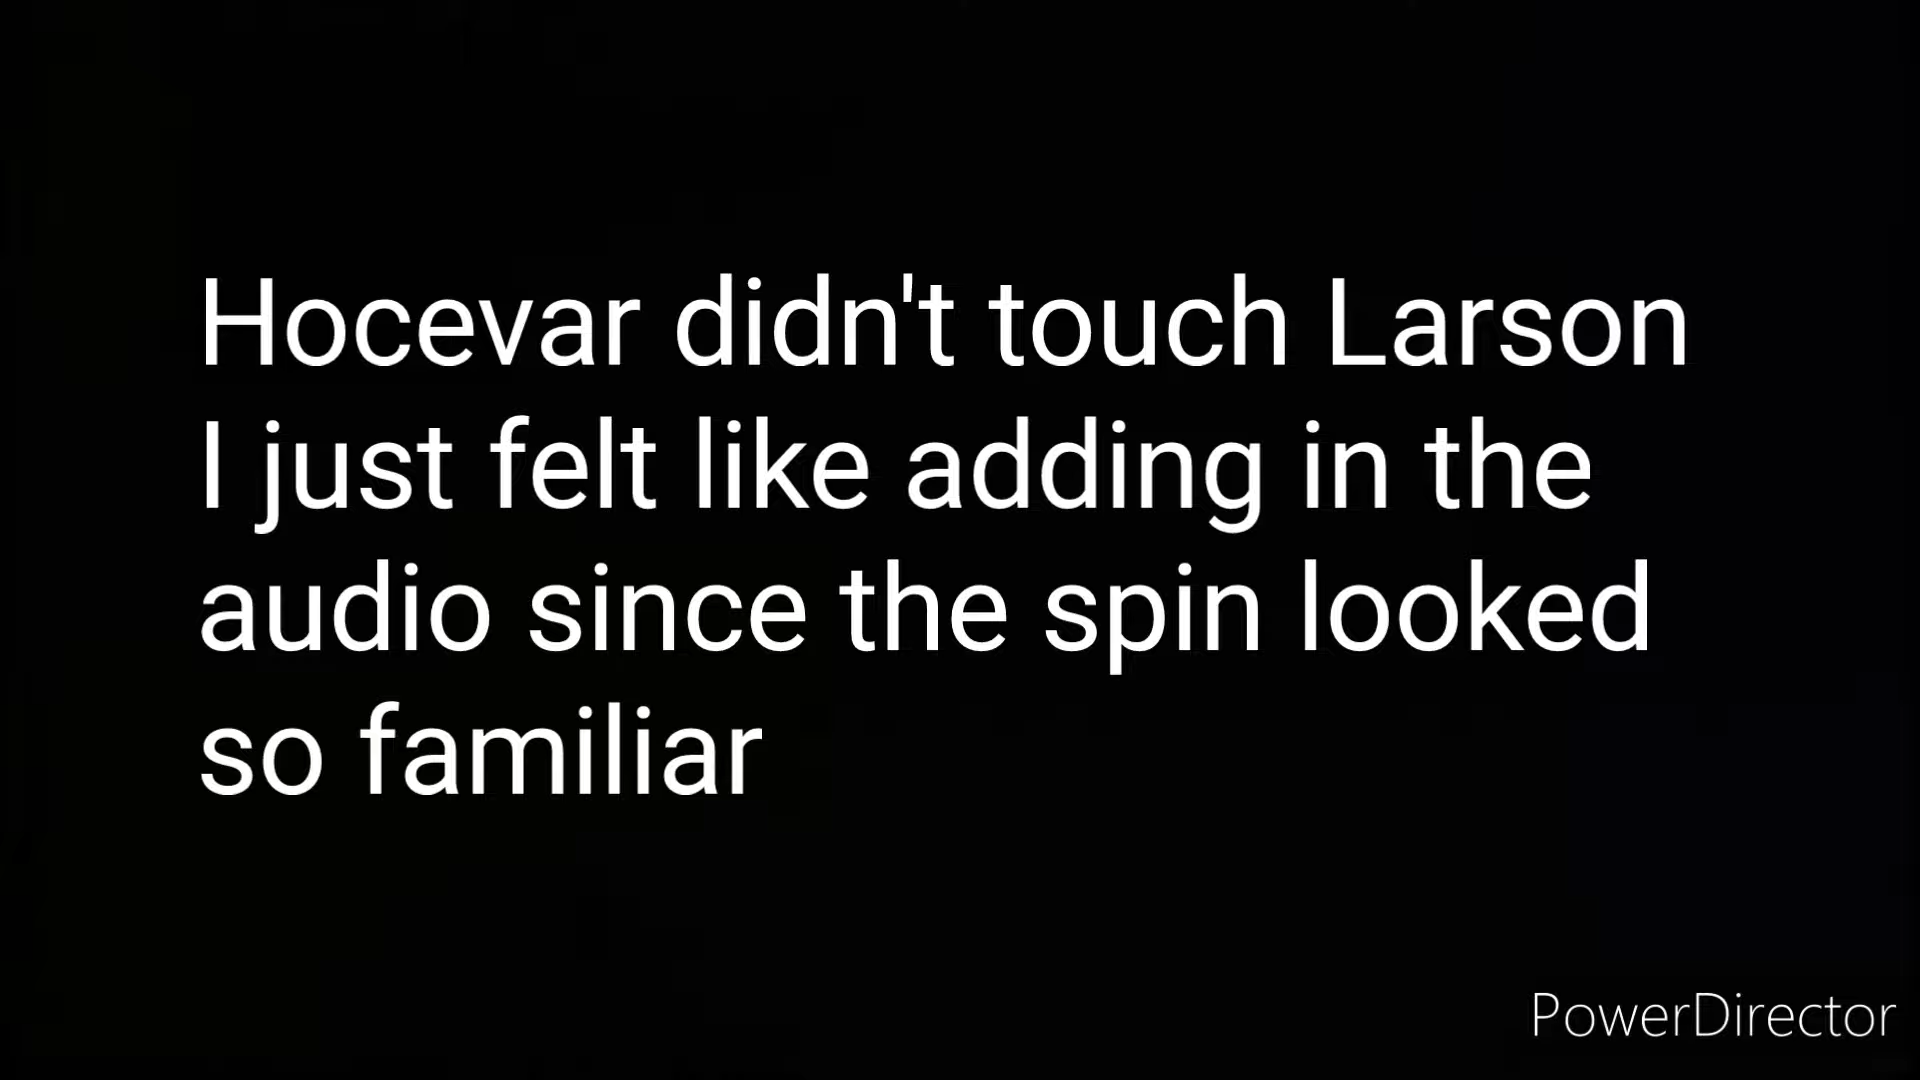 Hocevar didn't touch Larson
I just felt like adding in the
audio since the spin looked
so familiar
PowerDirector